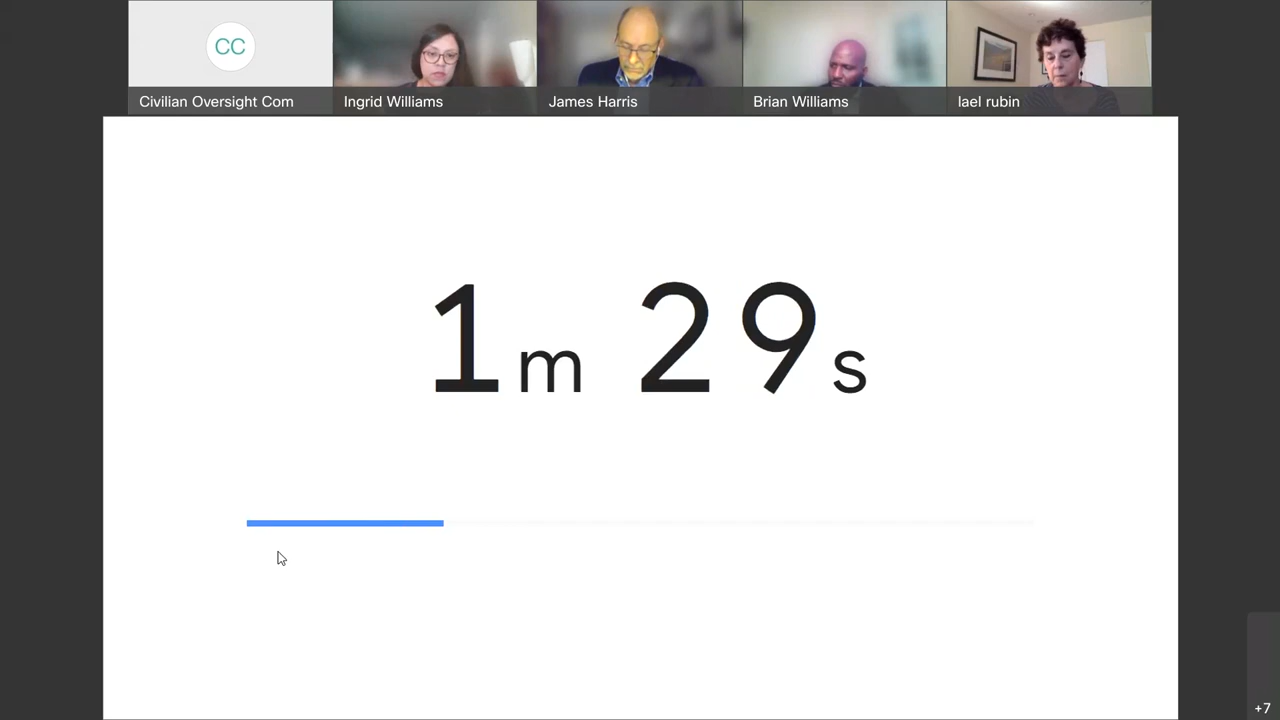 CC
Civilian Oversight Com
Ingrid Williams
James Harris
Brian Williams
lael rubin
1m 29s
+7